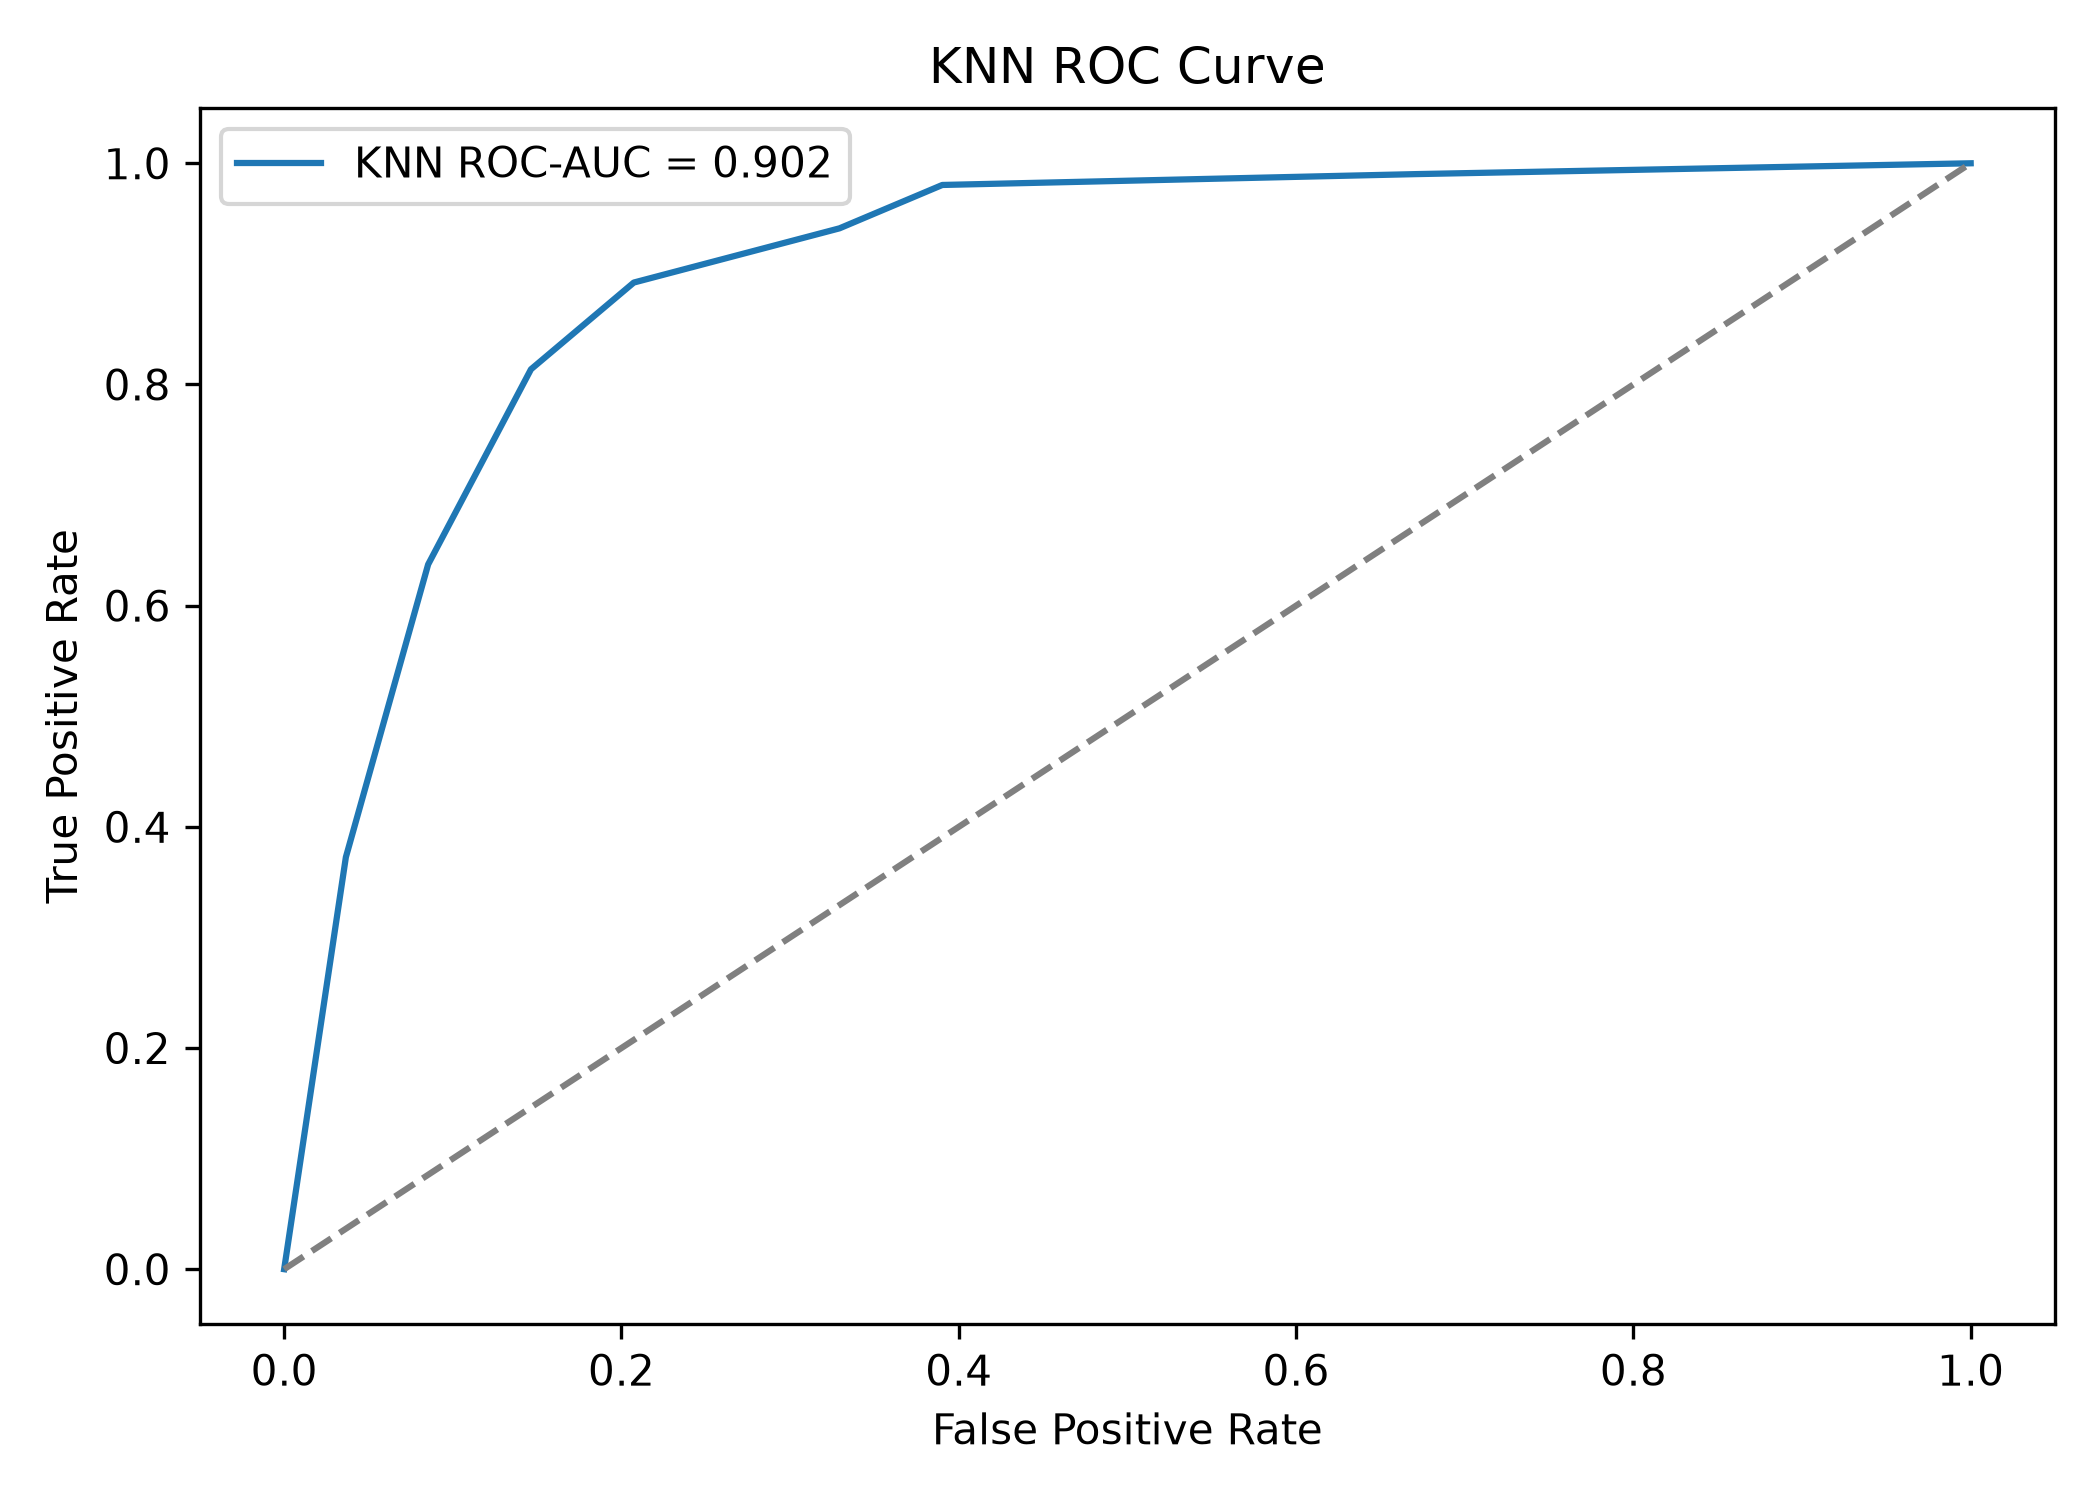 KNN ROC Curve
KNN ROC-AUC = 0.902
True Positive Rate
1.0
0.8
0.6
0.4
0.2
0.0
0.0 0.2 0.4 0.6 0.8 1.0
False Positive Rate